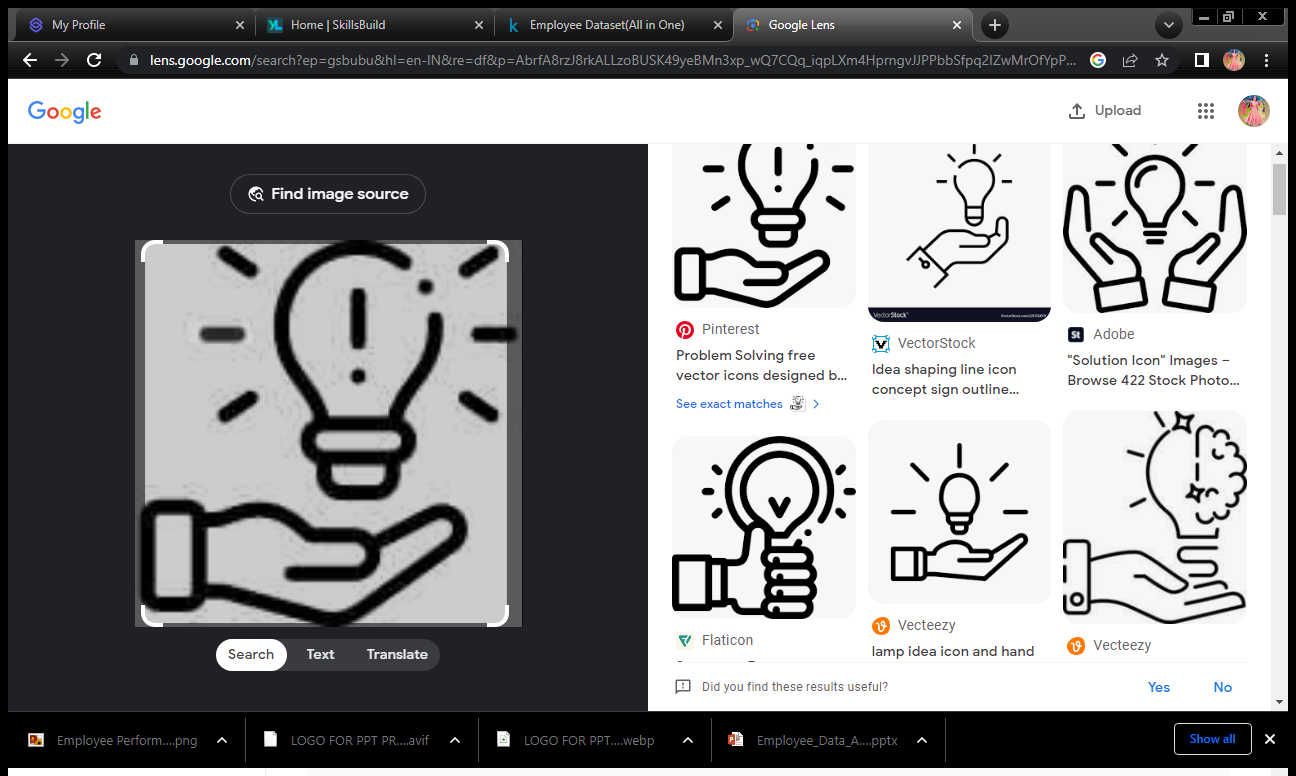 My Profile
Home | SkillsBuild
Employee Dataset(All in One)
Google Lens
lens.google.com/search?ep=gsbubu&hl=en-IN&re=df&p=AbrfA8rzJ8rkALLzoBUSK49yeBMn3xp_wQ7CQq_iqpLXm4HprngvJJPPbbSfpq2IZwMrOfYpP...
Google
Upload
Find image source
Search
Text
Translate
Pinterest
Problem Solving free
vector icons designed b...
See exact matches
VectorStock
VectorStock
Idea shaping line icon
concept sign outline...
St
Adobe
"Solution Icon" Images –
Browse 422 Stock Photo...
Flaticon
Vecteezy
lamp idea icon and hand
Vecteezy
Did you find these results useful?
Yes
No
Employee Perform....png
LOGO FOR PPT PR....avif
LOGO FOR PPT....webp
Employee_Data_A....pptx
Show all